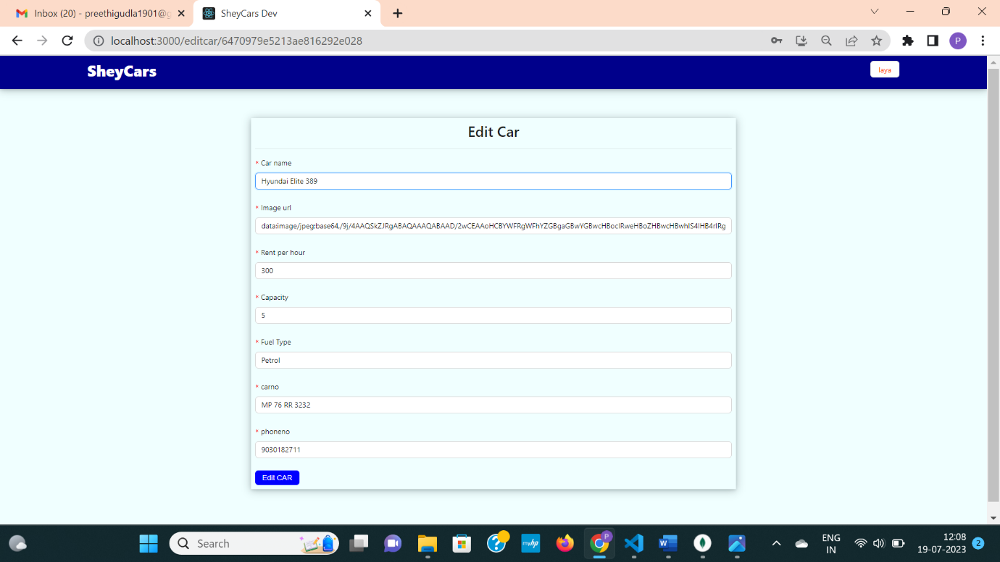 Inbox (20) - preethigudla1901@g
SheyCars Dev
localhost:3000/editcar/6470979e5213ae816292e028
P
SheyCars
laya
Edit Car
* Car name
Hyundai Elite 389
* Image url
data:image/jpeg;base64,/9j/4AAQSkZJRgABAQAAAQABAAD/2wCEAAoHCBYWFRgWFhYZGBgaGBwYGBwcHBocIRweHBoZHBwcHBwhIS4lHB4rIRg
* Rent per hour
300
* Capacity
5
* Fuel Type
Petrol
* carno
MP 76 RR 3232
* phoneno
9030182711
Edit CAR
Search
myhp
P
W
ENG
IN
12:08
19-07-2023
2